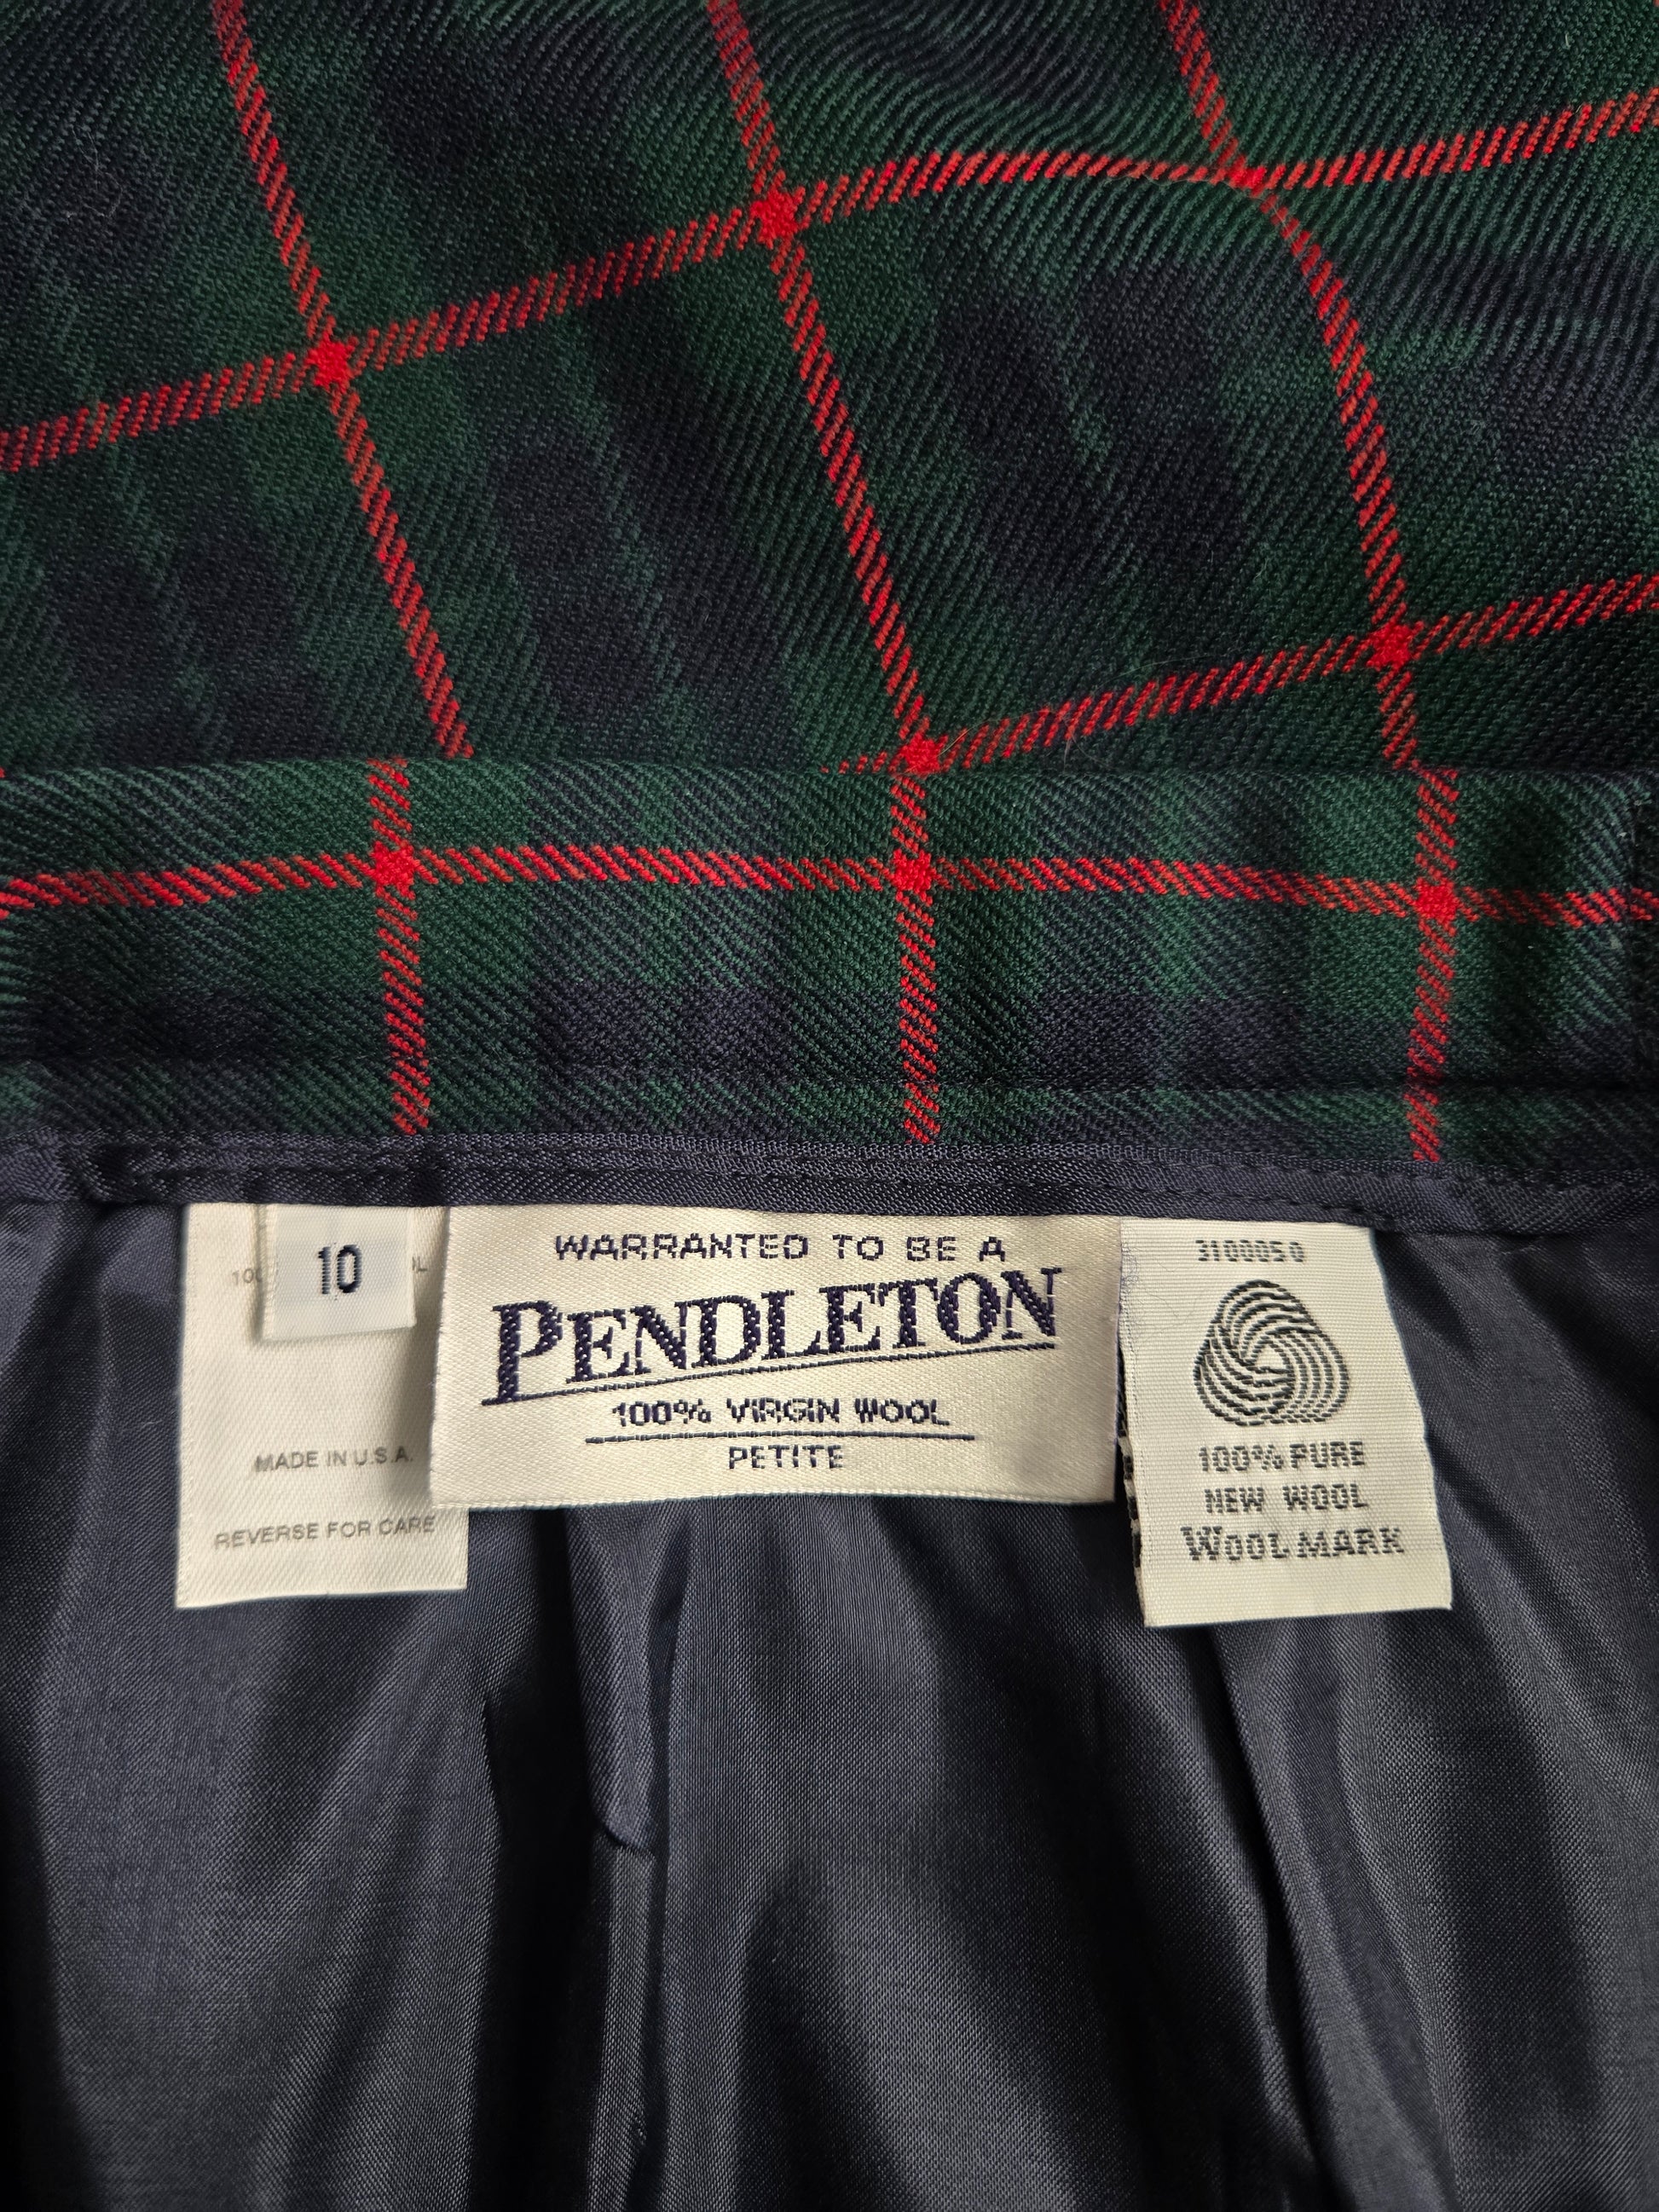 10
MADE IN U.S.A.
REVERSE FOR CARE
WARRANTED TO BE A
PENDLETON
100% VIRGIN WOOL
PETITE
3100050
100% PURE
NEW WOOL
WOOLMARK